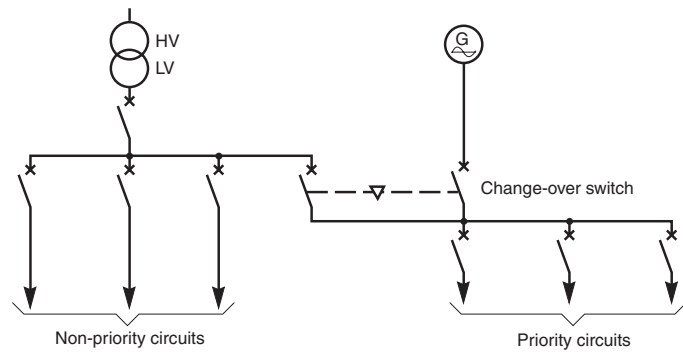 HV
LV
G
Change-over switch
Non-priority circuits
Priority circuits